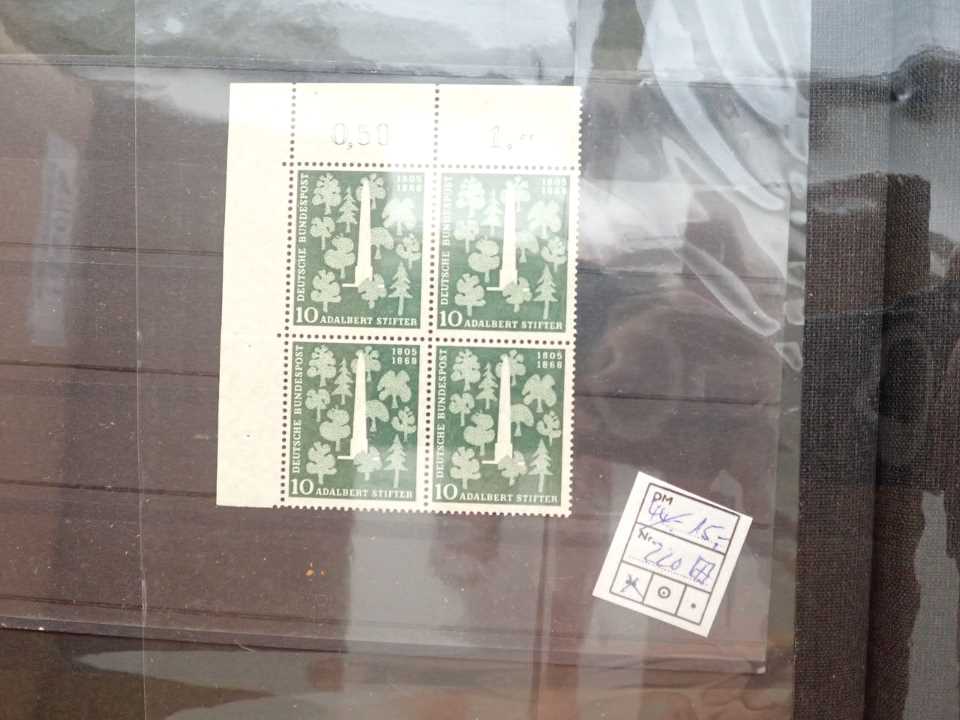 0,50
1805
1868
DEUTSCHE BUNDESPOST
10 ADALBERT STIFTER
1805
1868
DEUTSCHE BUNDESPOST
10 ADALBERT STIFTER
1805
1868
DEUTSCHE BUNDESPOST
10 ADALBERT STIFTER
1805
1868
DEUTSCHE BUNDESPOST
10 ADALBERT STIFTER
DM
44.- 15.-
Nr.
220